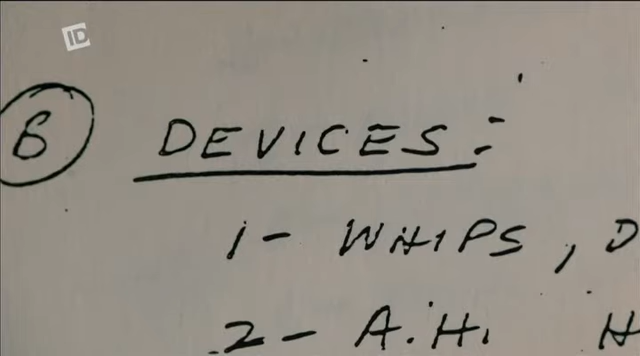 ID
6 DEVICES:
1- WHIPS, D
2- A.H. H